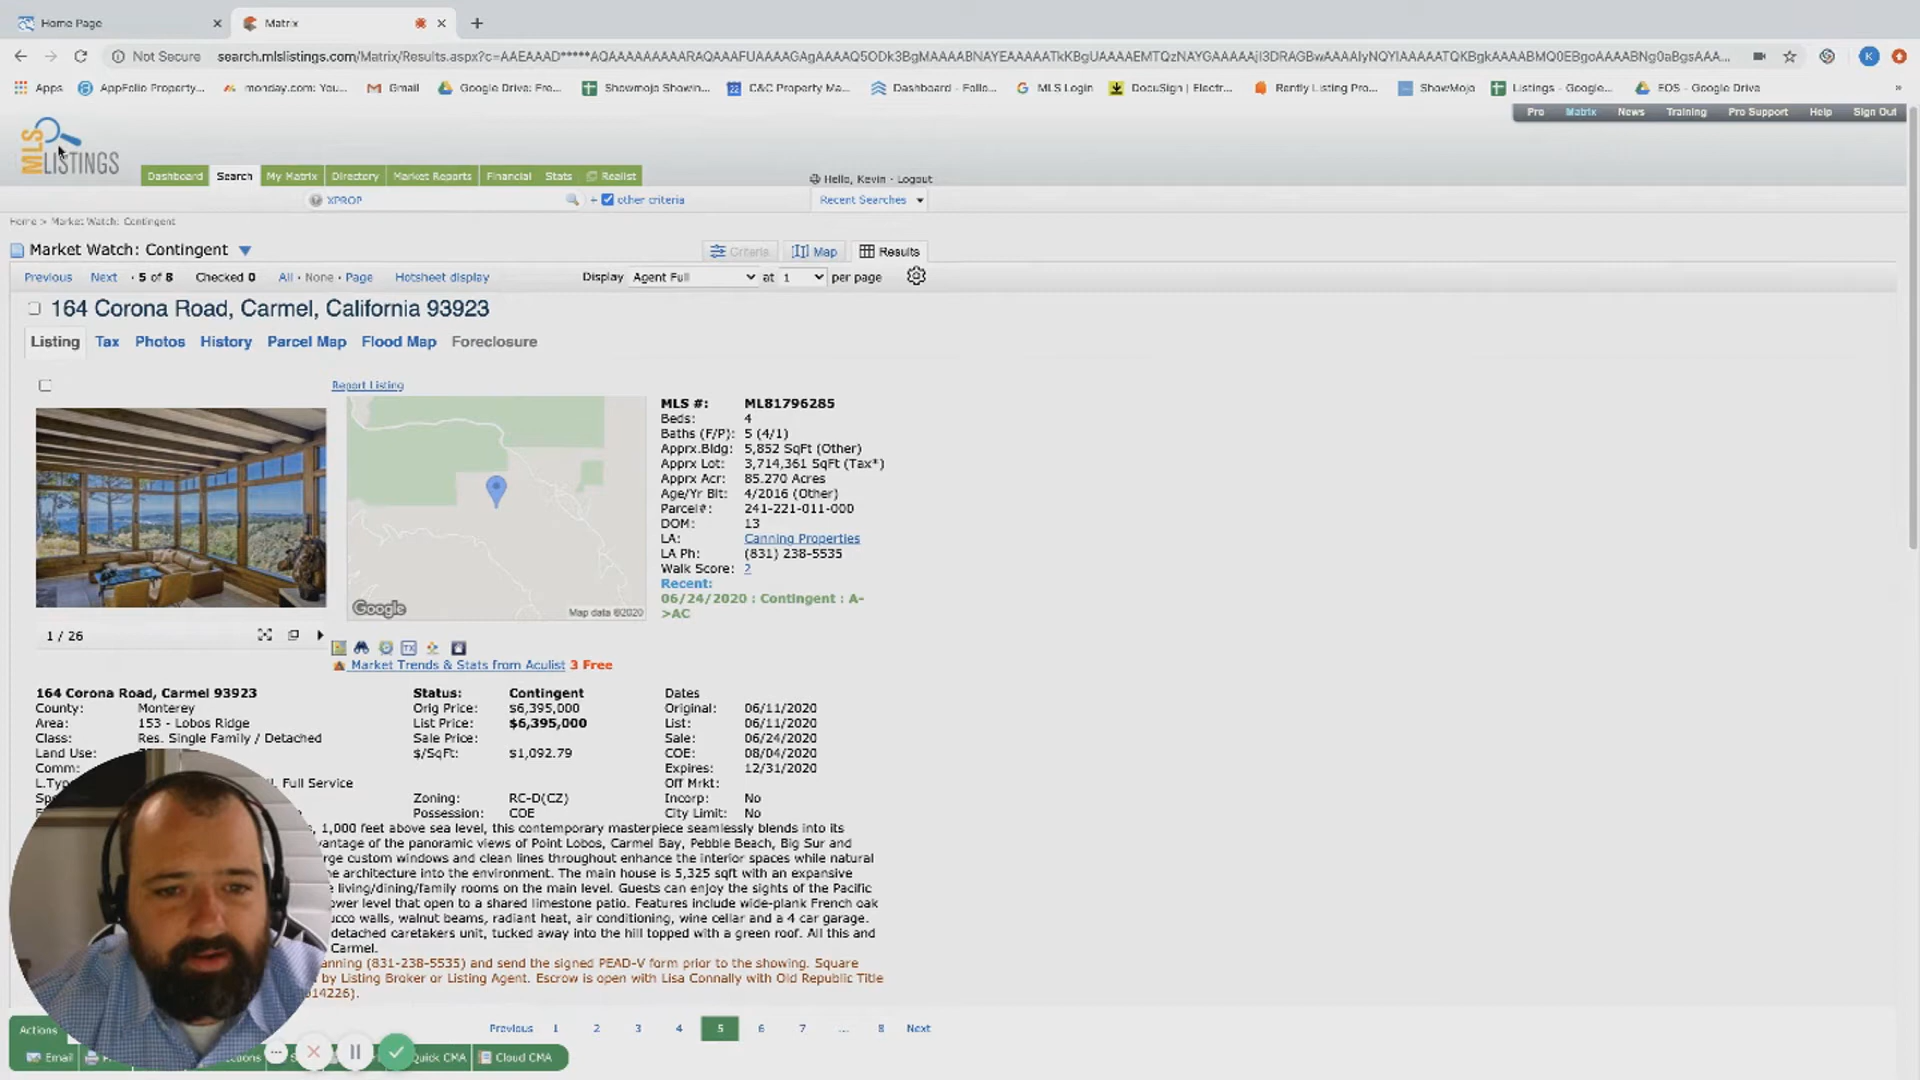 Home Page
Matrix
Not Secure search.mlslistings.com/Matrix/Results.aspx?c=
Apps AppFolio Property... monday.com: You... Gmail Google Drive: Fre... Showmojo Showin... C&C Property Ma... Dashboard - Follo... MLS Login DocuSign | Electr... Rently Listing Pro... ShowMojo Listings - Google... EOS - Google Drive
Pro Matrix News Training Pro Support Help Sign Out
MLS LISTINGS
Dashboard Search My Matrix Directory Market Reports Financial Stats Realist
Hello, Kevin - Logout
XPROP + other criteria Recent Searches
Home > Market Watch: Contingent
Market Watch: Contingent Criteria Map Results
Previous Next · 5 of 8 Checked 0 All · None · Page Hotsheet display Display Agent Full at 1 per page
164 Corona Road, Carmel, California 93923
Listing Tax Photos History Parcel Map Flood Map Foreclosure
Report Listing
MLS #: ML81796285
Beds: 4
Baths (F/P): 5 (4/1)
Apprx.Bldg: 5,852 SqFt (Other)
Apprx Lot: 3,714,361 SqFt (Tax*)
Apprx Acr: 85.270 Acres
Age/Yr Blt: 4/2016 (Other)
Parcel#: 241-221-011-000
DOM: 13
LA: Canning Properties
LA Ph: (831) 238-5535
Walk Score: 2
Recent:
06/24/2020 : Contingent : A-
>AC
Google Map data ©2020
1 / 26
TX
Market Trends & Stats from Aculist 3 Free
164 Corona Road, Carmel 93923 Status: Contingent Dates
County: Monterey Orig Price: $6,395,000 Original: 06/11/2020
Area: 153 - Lobos Ridge List Price: $6,395,000 List: 06/11/2020
Class: Res. Single Family / Detached Sale Price: Sale: 06/24/2020
Land Use: $/SqFt: $1,092.79 COE: 08/04/2020
Comm: Expires: 12/31/2020
L.Type Full Service Off Mrkt:
Zoning: RC-D(CZ) Incorp: No
Possession: COE City Limit: No
, 1,000 feet above sea level, this contemporary masterpiece seamlessly blends into its
vantage of the panoramic views of Point Lobos, Carmel Bay, Pebble Beach, Big Sur and
rge custom windows and clean lines throughout enhance the interior spaces while natural
e architecture into the environment. The main house is 5,325 sqft with an expansive
e living/dining/family rooms on the main level. Guests can enjoy the sights of the Pacific
ower level that open to a shared limestone patio. Features include wide-plank French oak
ucco walls, walnut beams, radiant heat, air conditioning, wine cellar and a 4 car garage.
detached caretakers unit, tucked away into the hill topped with a green roof. All this and
Carmel.
anning (831-238-5535) and send the signed PEAD-V form prior to the showing. Square
by Listing Broker or Listing Agent. Escrow is open with Lisa Connally with Old Republic Title
014226).
Actions Previous 1 2 3 4 5 6 7 ... 8 Next
Email Quick CMA Cloud CMA